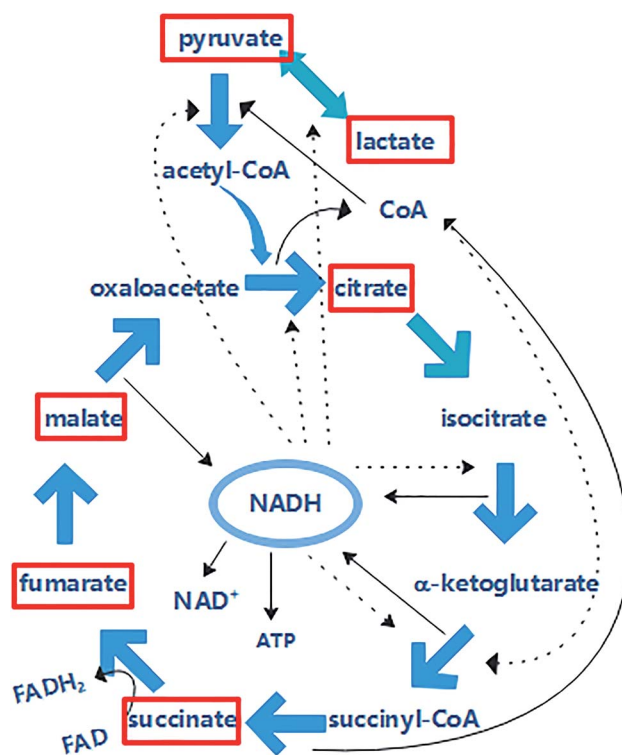 pyruvate
lactate
acetyl-CoA
CoA
oxaloacetate
citrate
malate
isocitrate
NADH
fumarate
α-ketoglutarate
NAD⁺
ATP
FADH₂
FAD
succinate
succinyl-CoA